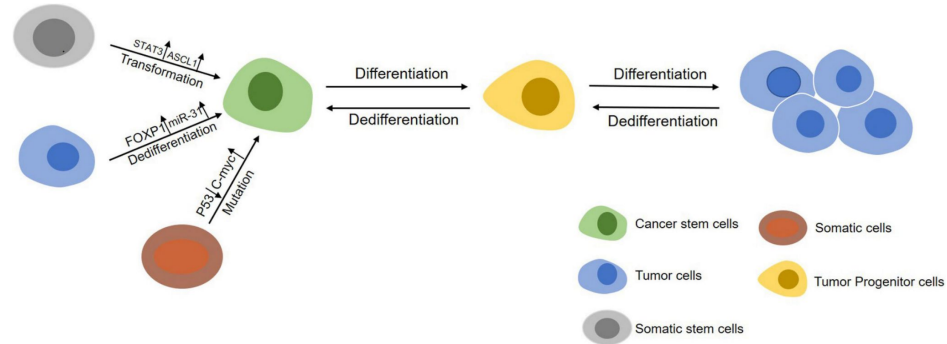 STAT3 ASCL1
Transformation
FOXP1 miR-31
Dedifferentiation
P53 C-myc
Mutation
Differentiation
Dedifferentiation
Differentiation
Dedifferentiation
Cancer stem cells
Somatic cells
Tumor cells
Tumor Progenitor cells
Somatic stem cells